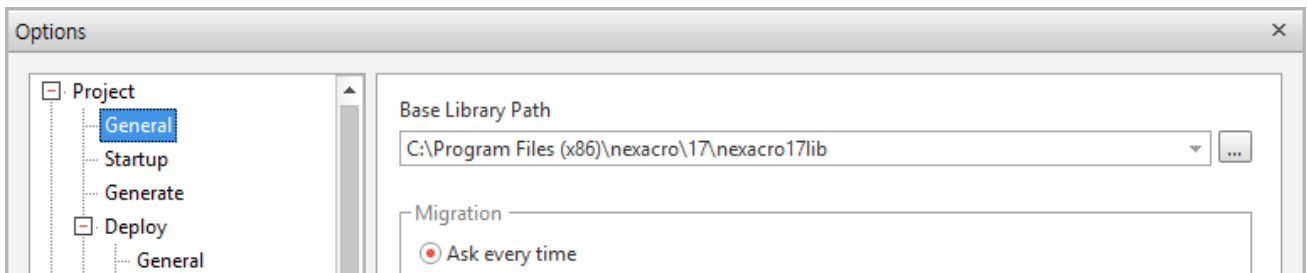 Options
Project
General
Startup
Generate
Deploy
General
Base Library Path
C:\Program Files (x86)\nexacro\17\nexacro17lib
...
Migration
Ask every time